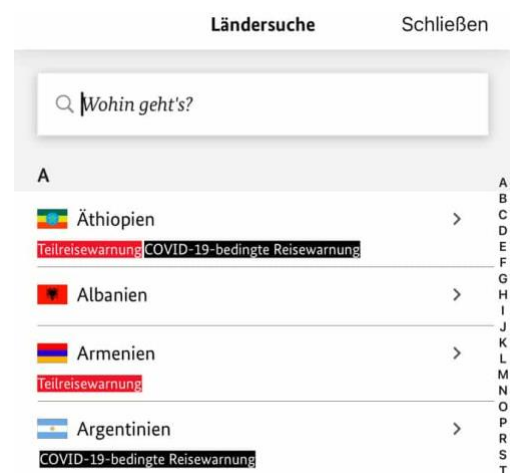 Ländersuche Schließen
Wohin geht's?
A
Äthiopien
Teilreisewarnung COVID-19-bedingte Reisewarnung
Albanien
Armenien
Teilreisewarnung
Argentinien
COVID-19-bedingte Reisewarnung
A
B
C
D
E
F
G
H
I
J
K
L
M
N
O
P
R
S
T